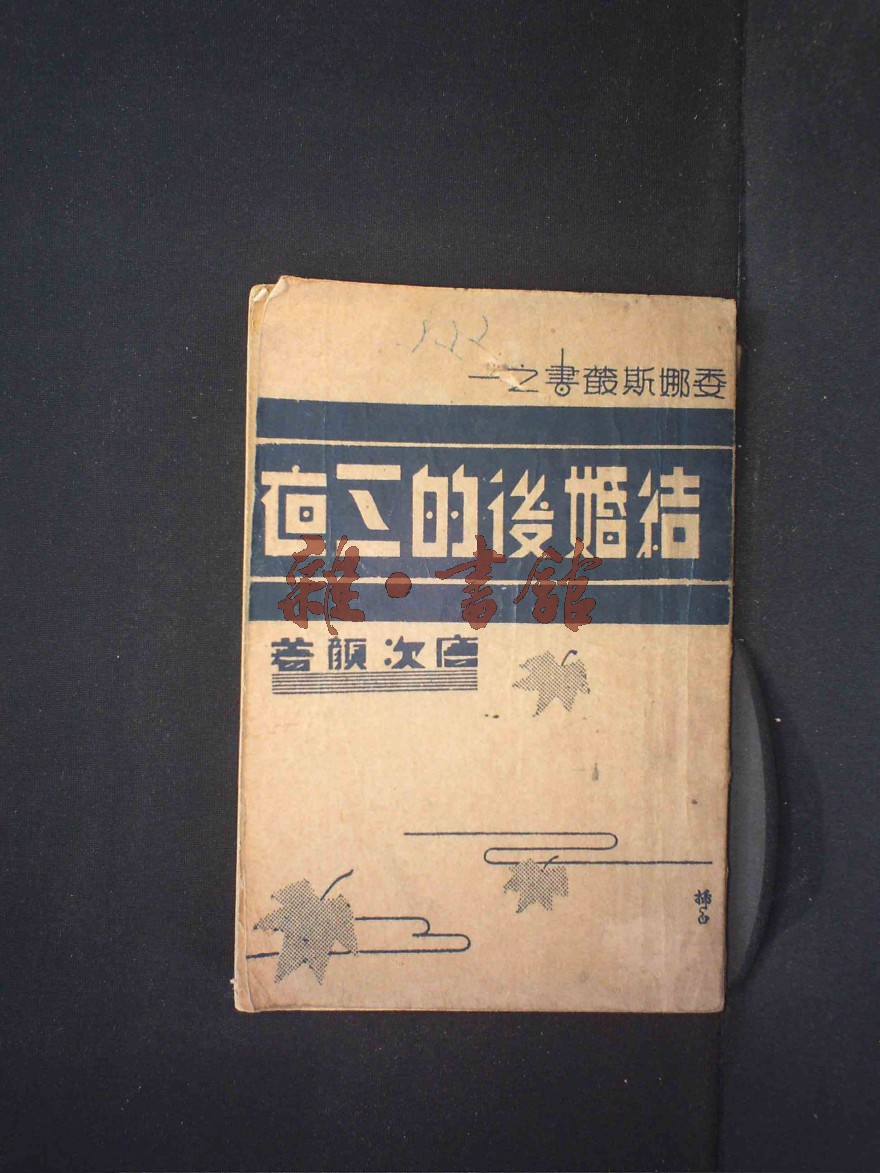 委娜斯叢書之一
結婚後的三夜
雜·書館
唐次顏著